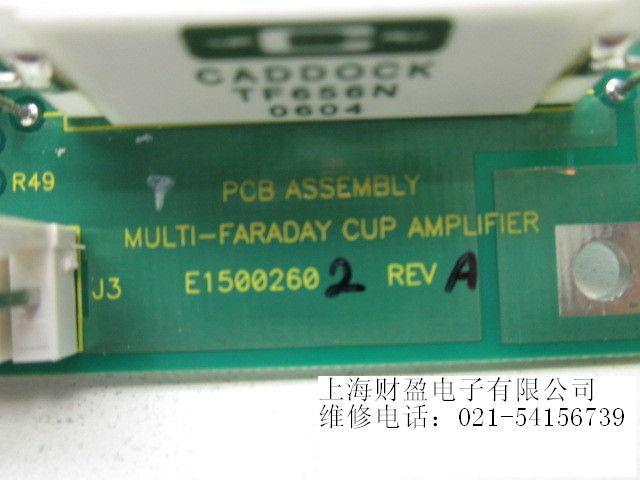 CADDOCK
TF656N
0604
R49
PCB ASSEMBLY
MULTI-FARADAY CUP AMPLIFIER
E1500260 2 REV A
J3
上海财盈电子有限公司
维修电话：021-54156739